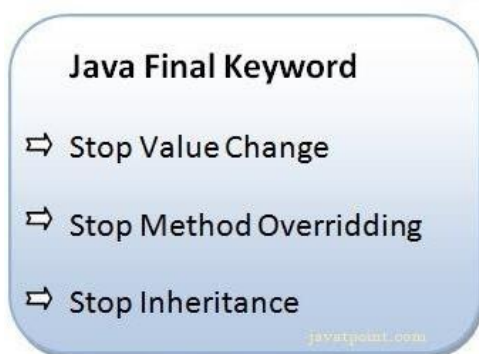 Java Final Keyword
Stop Value Change
Stop Method Overridding
Stop Inheritance
javatpoint.com